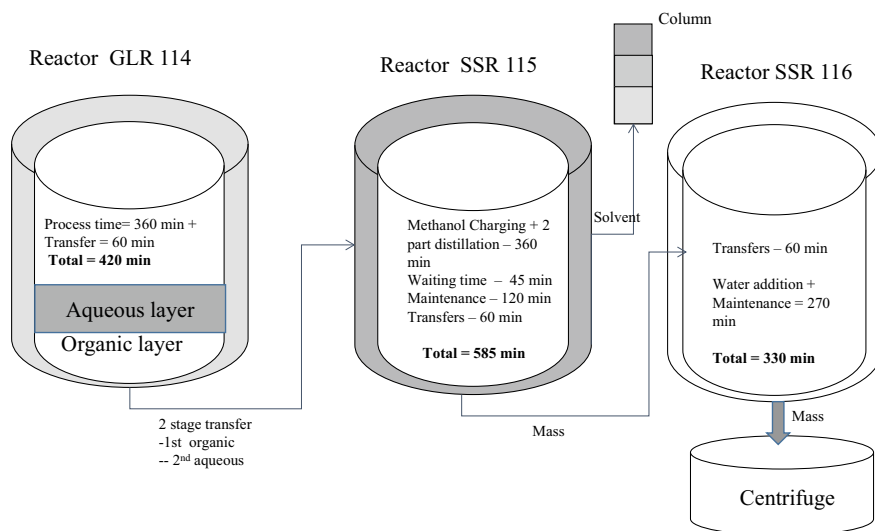 Column
Reactor GLR 114
Reactor SSR 115
Reactor SSR 116
Process time= 360 min +
Transfer = 60 min
Total = 420 min
Aqueous layer
Organic layer
2 stage transfer
-1st organic
-- 2nd aqueous
Methanol Charging + 2
part distillation – 360
min
Waiting time – 45 min
Maintenance – 120min
Transfers – 60 min
Total = 585 min
Solvent
Mass
Transfers – 60 min
Water addition +
Maintenance = 270
min
Total = 330 min
Mass
Centrifuge